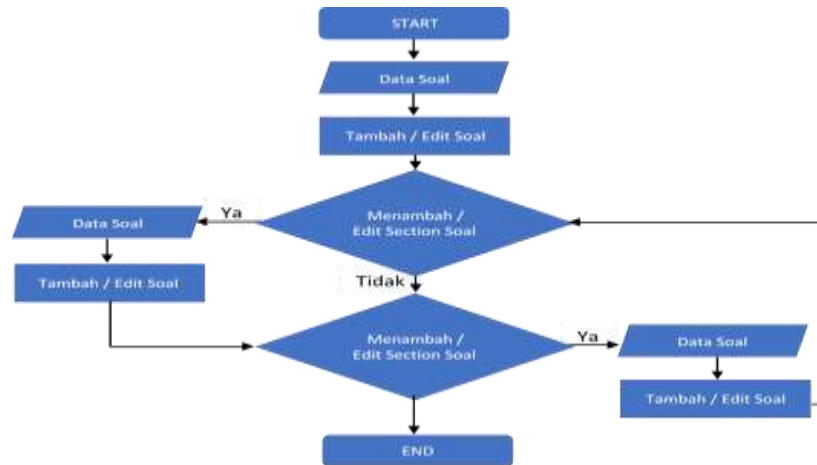 START
Data Soal
Tambah / Edit Soal
Menambah /
Edit Section Soal
Ya
Data Soal
Tambah / Edit Soal
Tidak
Menambah /
Edit Section Soal
Ya
Data Soal
Tambah / Edit Soal
END